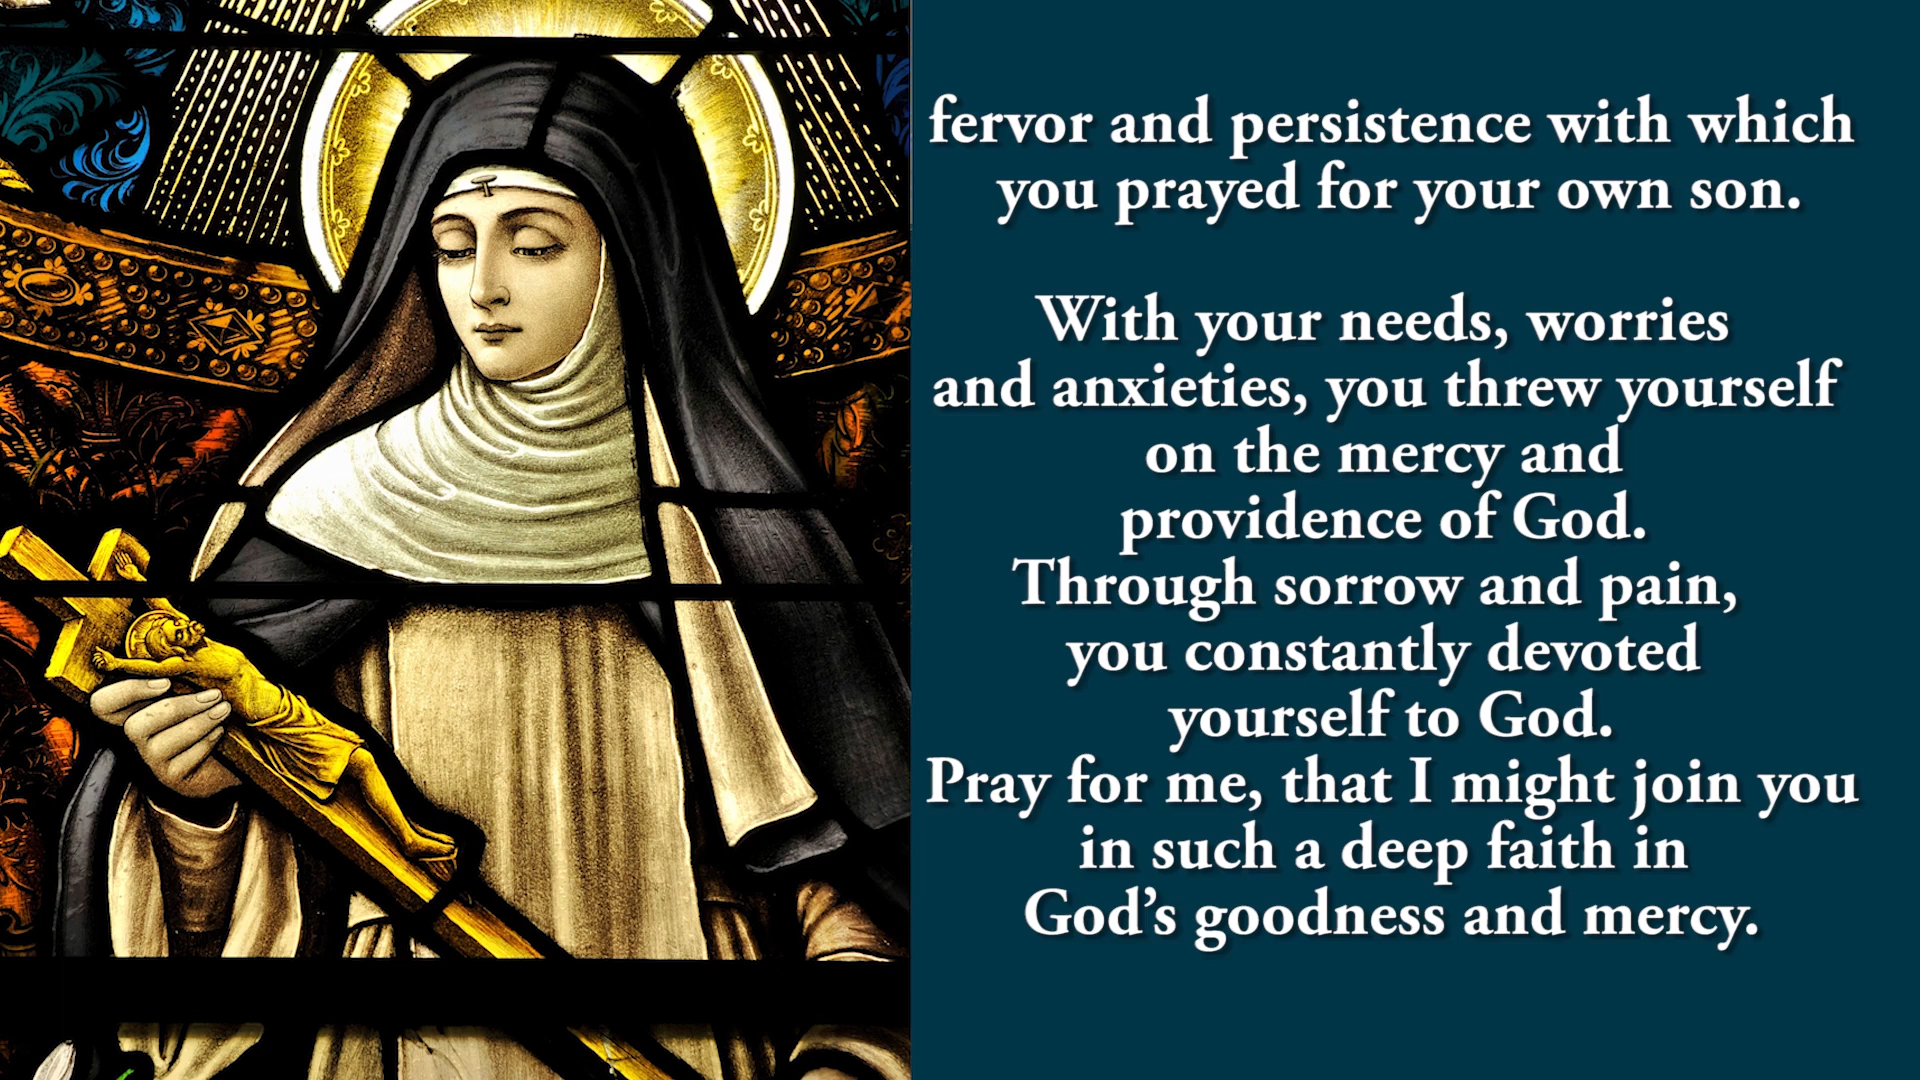 fervor and persistence with which
you prayed for your own son.
With your needs, worries
and anxieties, you threw yourself
on the mercy and
providence of God.
Through sorrow and pain,
you constantly devoted
yourself to God.
Pray for me, that I might join you
in such a deep faith in
God’s goodness and mercy.